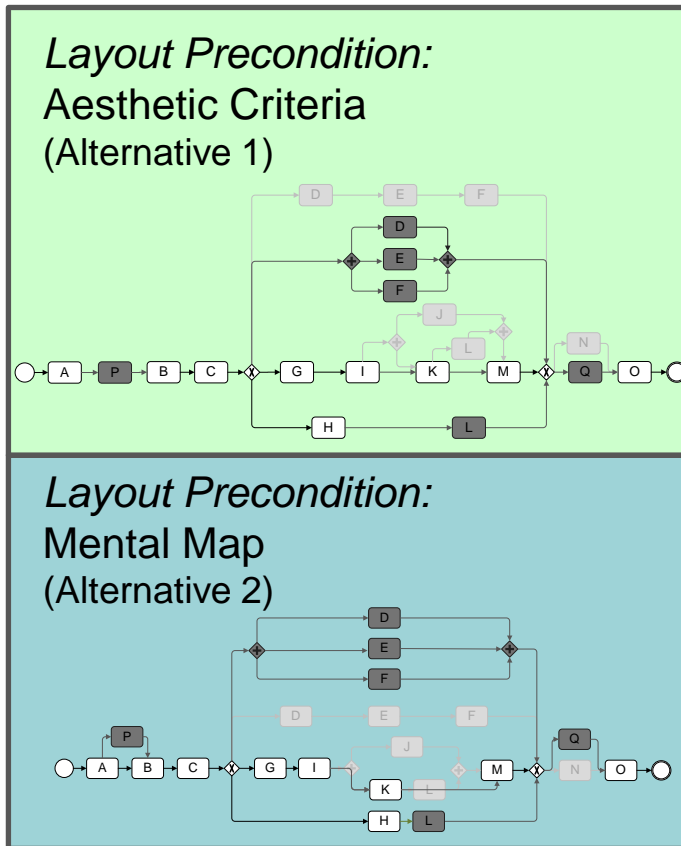 Layout Precondition:
Aesthetic Criteria
(Alternative 1)
D E F
D
E
F
J
L
N
A P B C X G I K M X Q O
H L
Layout Precondition:
Mental Map
(Alternative 2)
D
E
F
D E F
P Q
J
A B C X G I M X N O
K L
H L